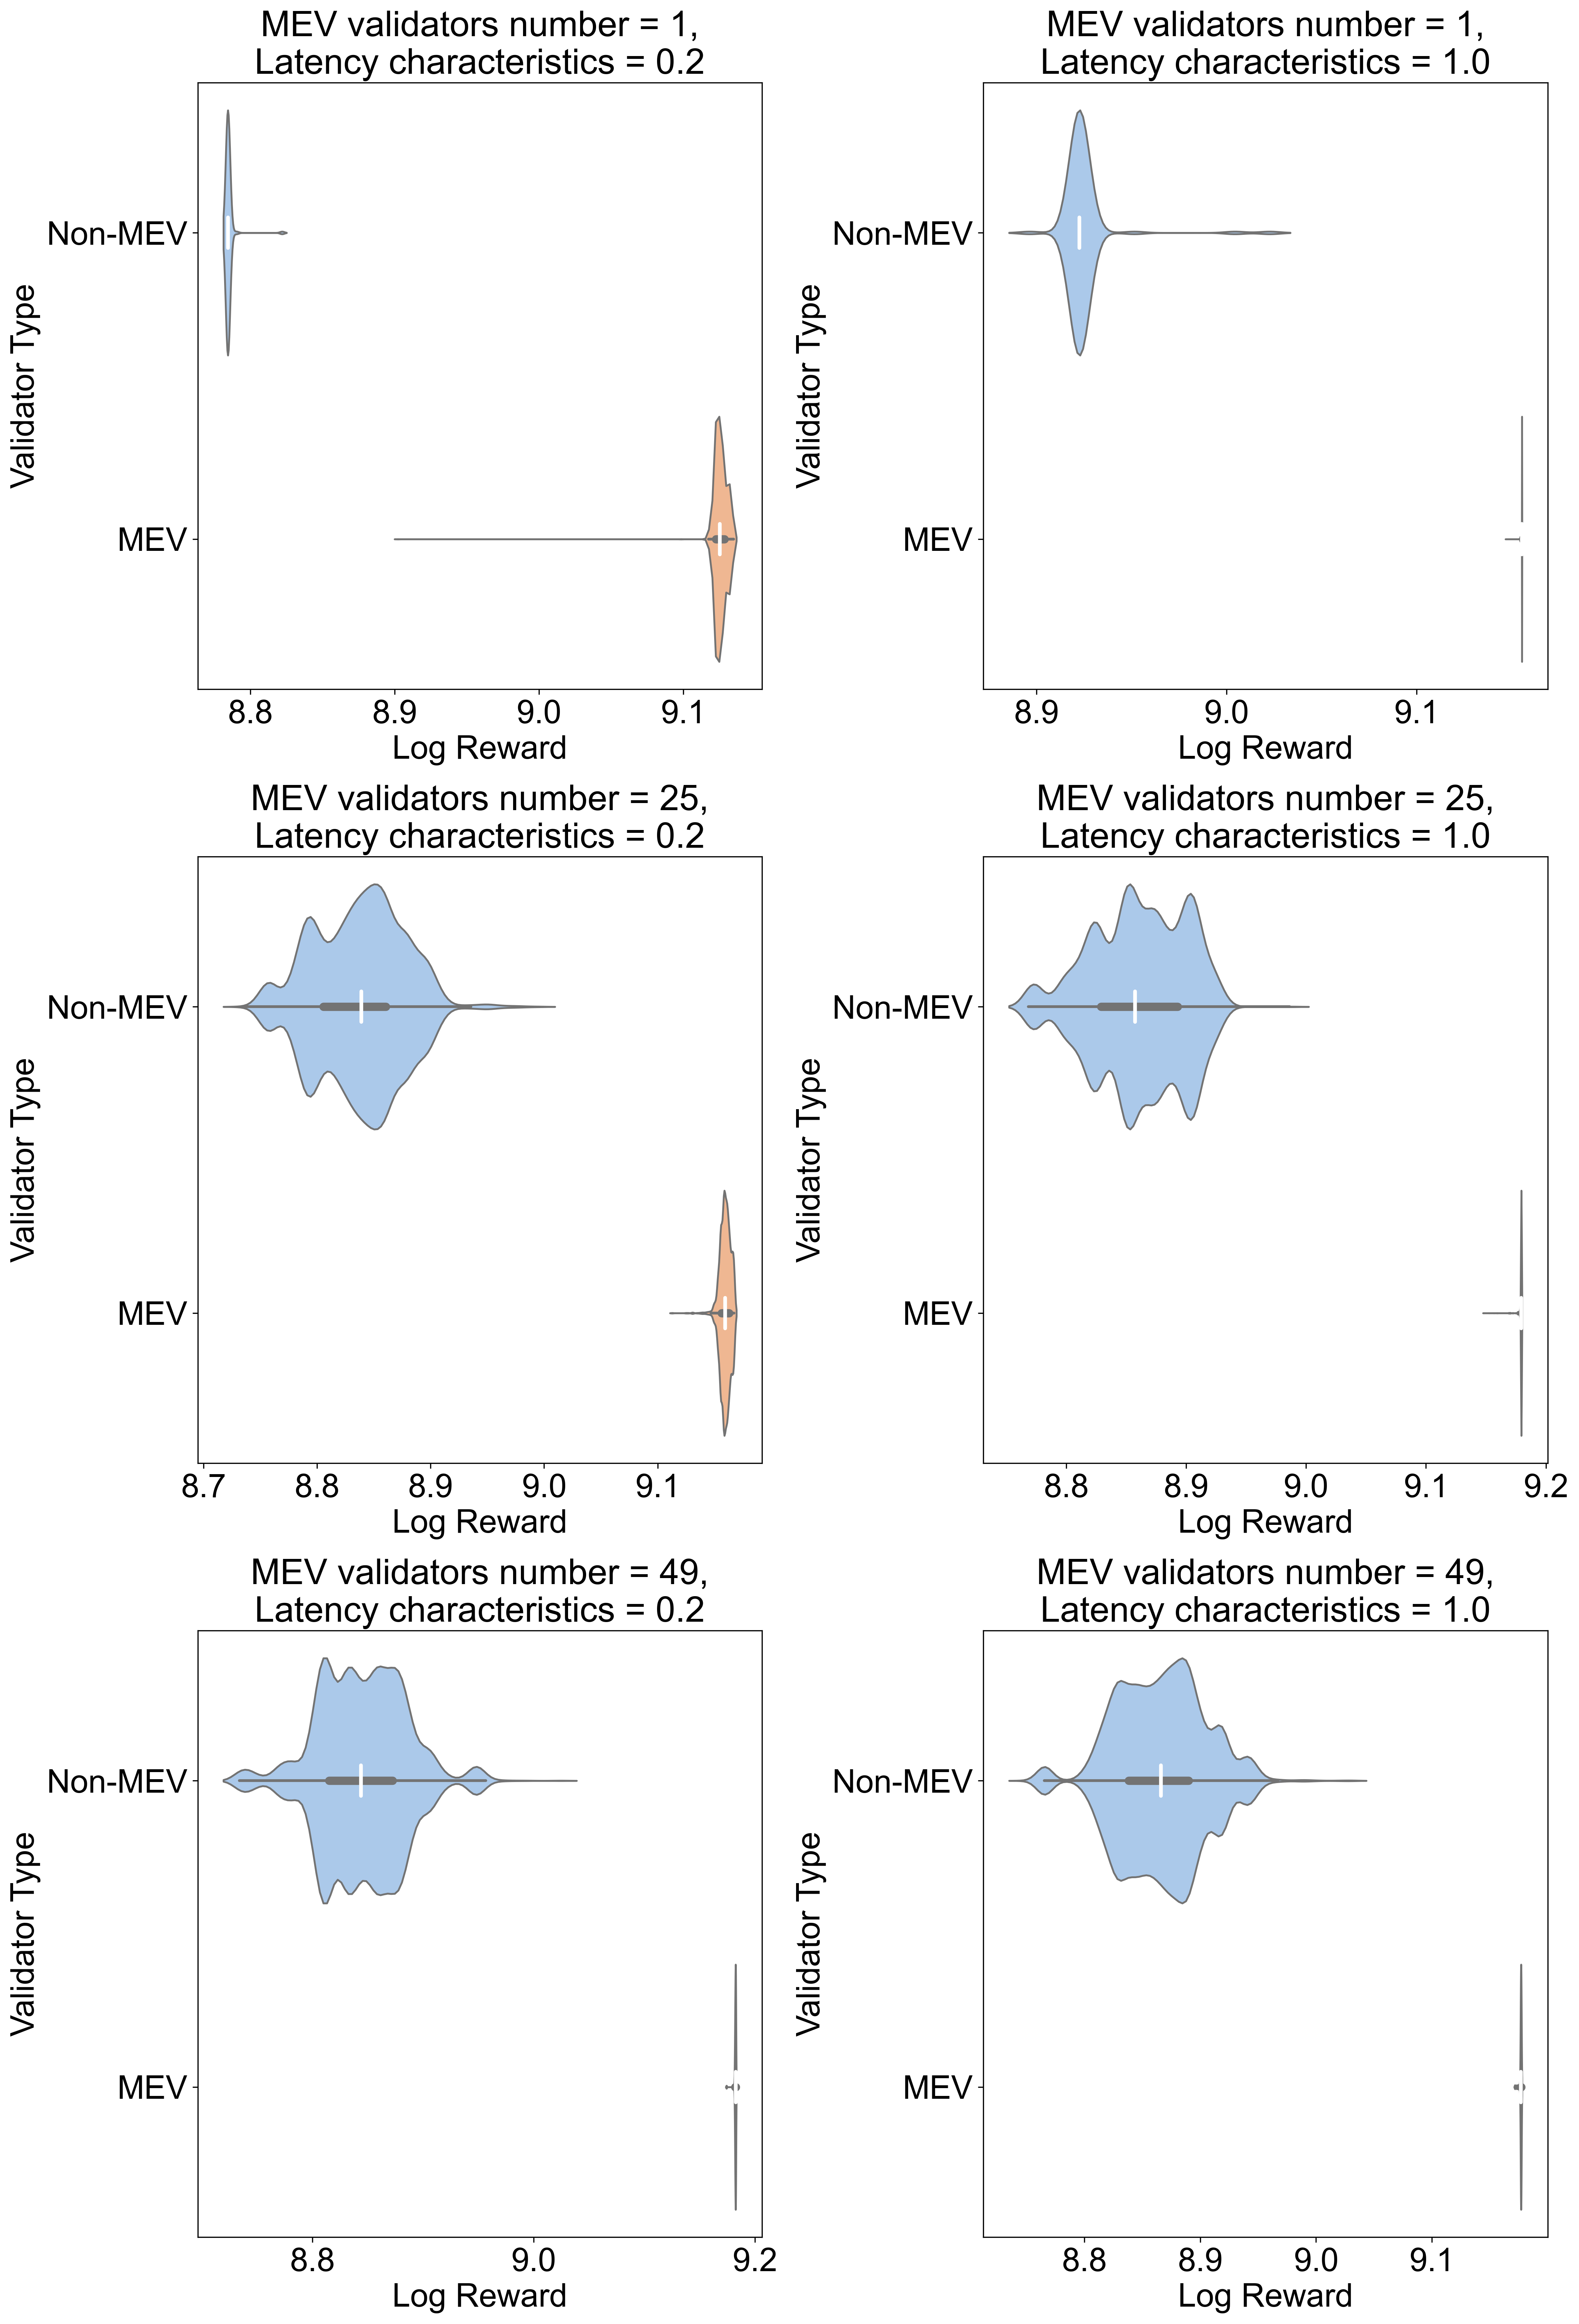 MEV validators number = 1,
Latency characteristics = 0.2
Validator Type
Non-MEV
MEV
8.8 8.9 9.0 9.1
Log Reward
MEV validators number = 1,
Latency characteristics = 1.0
Validator Type
Non-MEV
MEV
8.9 9.0 9.1
Log Reward
MEV validators number = 25,
Latency characteristics = 0.2
Validator Type
Non-MEV
MEV
8.7 8.8 8.9 9.0 9.1
Log Reward
MEV validators number = 25,
Latency characteristics = 1.0
Validator Type
Non-MEV
MEV
8.8 8.9 9.0 9.1 9.2
Log Reward
MEV validators number = 49,
Latency characteristics = 0.2
Validator Type
Non-MEV
MEV
8.8 9.0 9.2
Log Reward
MEV validators number = 49,
Latency characteristics = 1.0
Validator Type
Non-MEV
MEV
8.8 8.9 9.0 9.1
Log Reward